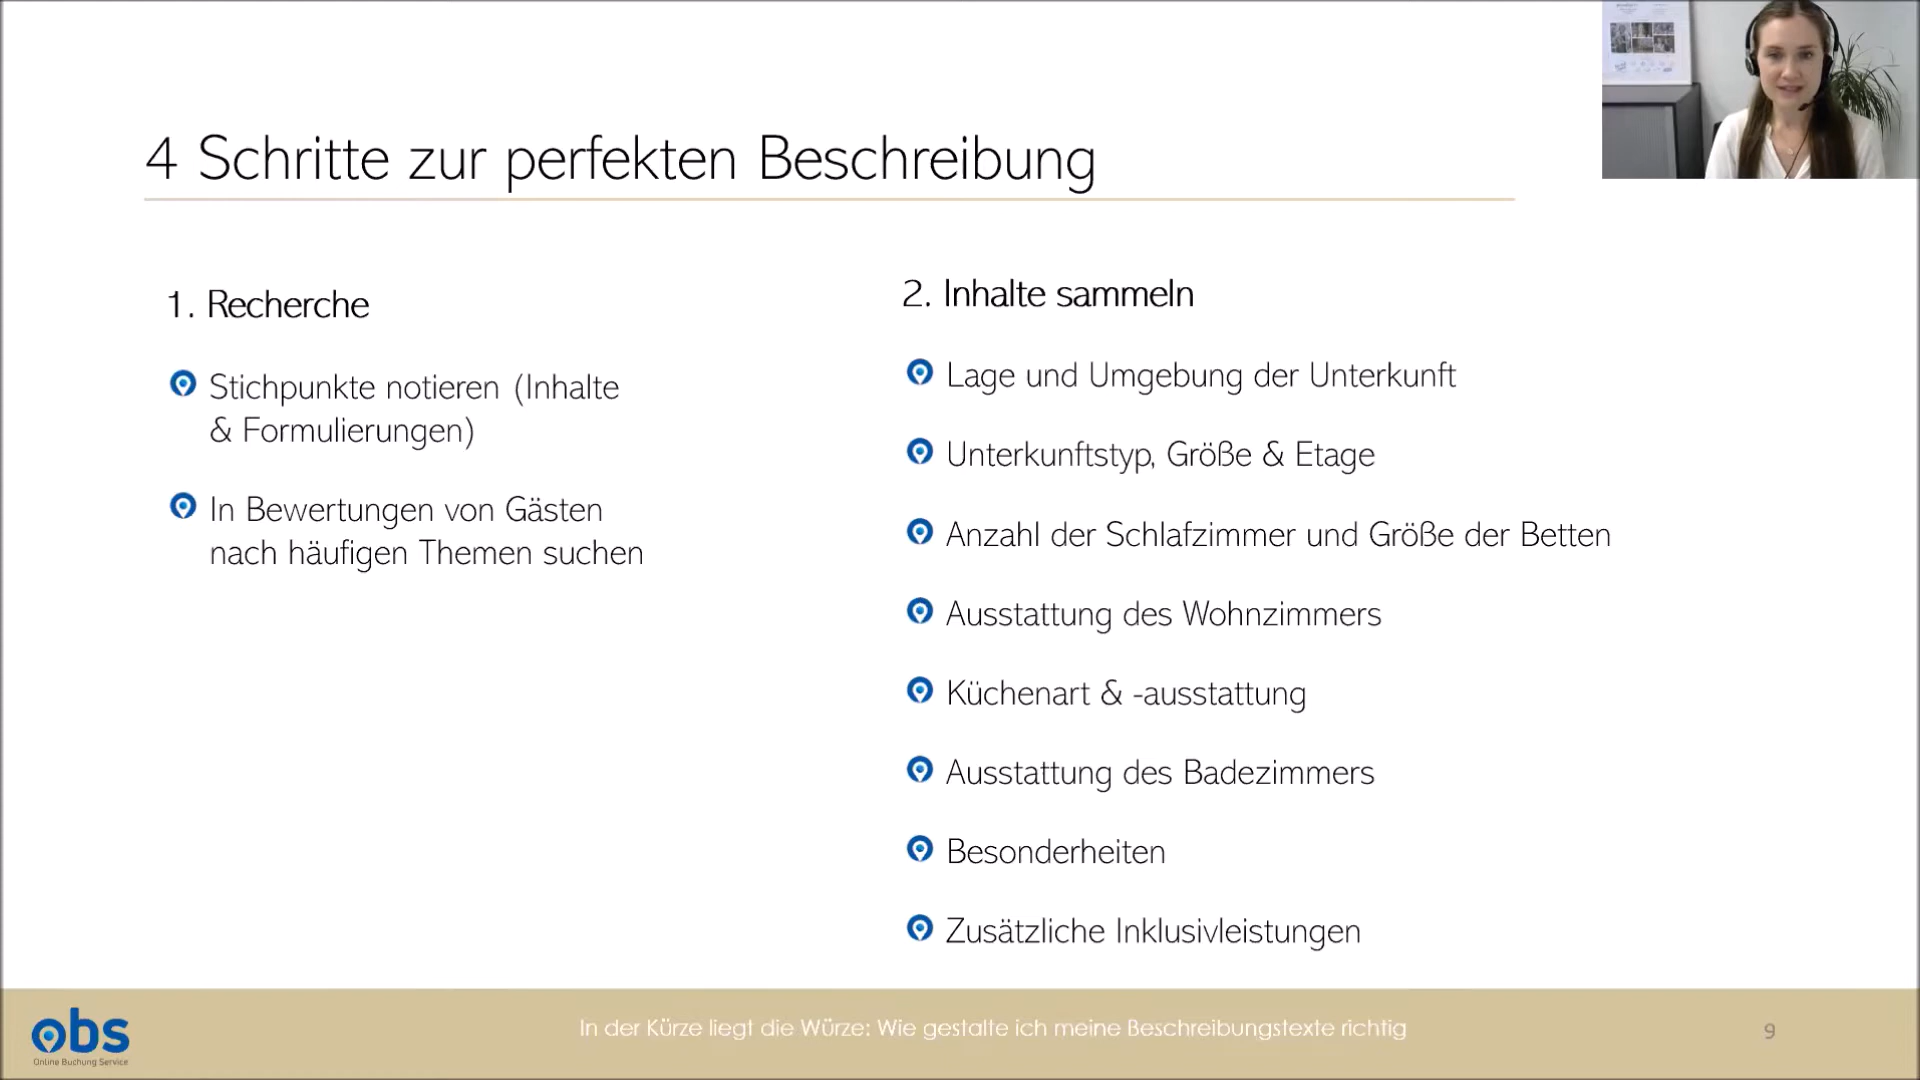 4 Schritte zur perfekten Beschreibung
1. Recherche
Stichpunkte notieren (Inhalte
& Formulierungen)
In Bewertungen von Gästen
nach häufigen Themen suchen
2. Inhalte sammeln
Lage und Umgebung der Unterkunft
Unterkunftstyp, Größe & Etage
Anzahl der Schlafzimmer und Größe der Betten
Ausstattung des Wohnzimmers
Küchenart & -ausstattung
Ausstattung des Badezimmers
Besonderheiten
Zusätzliche Inklusivleistungen
obs
Online Buchung Service
In der Kürze liegt die Würze: Wie gestalte ich meine Beschreibungstexte richtig
9